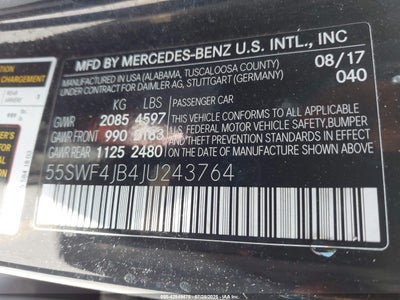 MFD BY MERCEDES-BENZ U.S. INTL., INC
MANUFACTURED IN USA (ALABAMA, TUSCALOOSA COUNTY) 08/17
UNDER CONTRACT FOR DAIMLER AG, STUTTGART (GERMANY) 040
KG LBS PASSENGER CAR
GVWR 2085 4597 THIS VEHICLE CONFORMS TO ALL APPLICABLE
GAWR FRONT 990 2183 U.S. FEDERAL MOTOR VEHICLE SAFETY, BUMPER,
GAWR REAR 1125 2480 AND THEFT PREVENTION STANDARDS IN EFFECT
ON THE DATE OF MANUFACTURE SHOWN ABOVE.
55SWF4JB4JU243764
CHARGEMENT